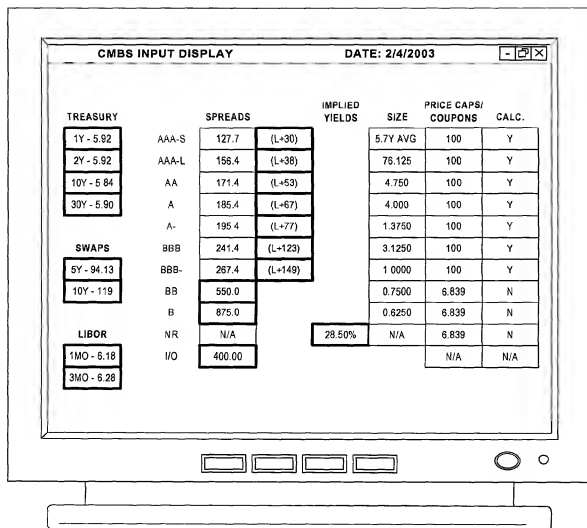 CMBS INPUT DISPLAY DATE: 2/4/2003
IMPLIED PRICE CAPS/
TREASURY SPREADS YIELDS SIZE COUPONS CALC.
1Y - 5.92 AAA-S 127.7 (L+30) 5.7Y AVG 100 Y
2Y - 5.92 AAA-L 156.4 (L+38) 76.125 100 Y
10Y - 5 84 AA 171.4 (L+53) 4.750 100 Y
30Y - 5.90 A 185.4 (L+67) 4.000 100 Y
A- 195 4 (L+77) 1.3750 100 Y
SWAPS BBB 241.4 (L+123) 3.1250 100 Y
5Y - 94.13 BBB- 267.4 (L+149) 1 0000 100 Y
10Y - 119 BB 550.0 0.7500 6.839 N
B 875.0 0.6250 6.839 N
LIBOR NR N/A 28.50% N/A 6.839 N
1MO - 6.18 I/O 400.00 N/A N/A
3MO - 6.28